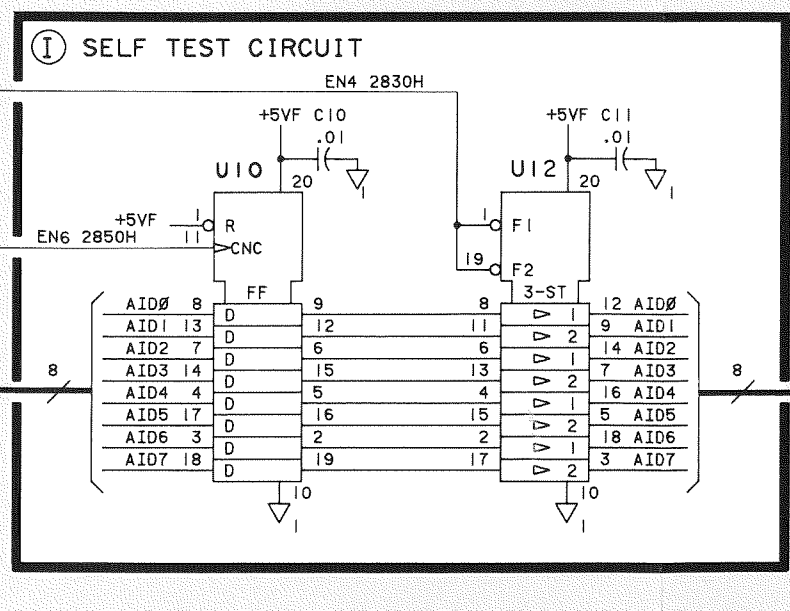 I SELF TEST CIRCUIT
EN4 2830H
+5VF C10
.01
+5VF C11
.01
U10
20
1
U12
20
1
+5VF 1
R
EN6 2850H 11
CNC
1
F1
19
F2
FF
3-ST
AIDØ 8 D 9 8 1 12 AIDØ
AID1 13 D 12 11 2 9 AID1
AID2 7 D 6 6 1 14 AID2
AID3 14 D 15 13 2 7 AID3
8
8
AID4 4 D 5 4 1 16 AID4
AID5 17 D 16 15 2 5 AID5
AID6 3 D 2 2 1 18 AID6
AID7 18 D 19 17 2 3 AID7
10
1
10
1